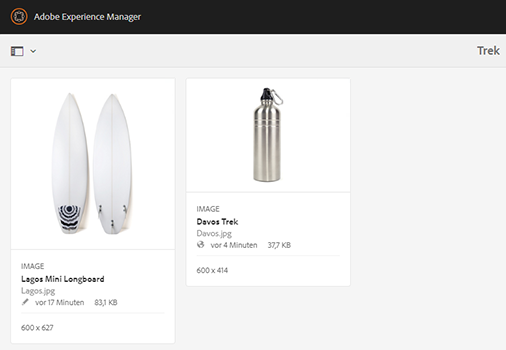 Adobe Experience Manager
Trek
IMAGE
Lagos Mini Longboard
Lagos.jpg
vor 17 Minuten 83,1 KB
600 x 627
IMAGE
Davos Trek
Davos.jpg
vor 4 Minuten 37,7 KB
600 x 414